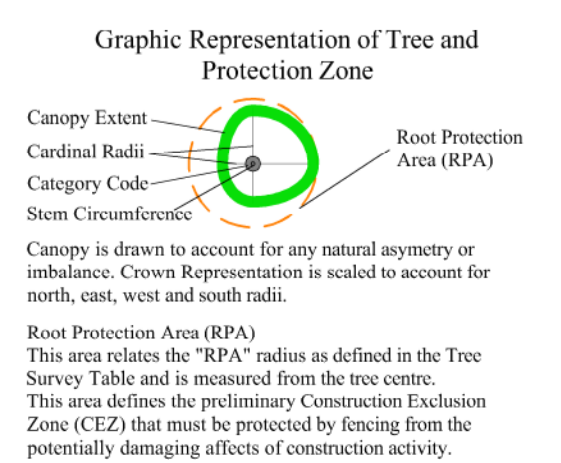 Graphic Representation of Tree and
Protection Zone
Canopy Extent
Cardinal Radii
Category Code
Stem Circumference
Root Protection
Area (RPA)
Canopy is drawn to account for any natural asymetry or
imbalance. Crown Representation is scaled to account for
north, east, west and south radii.
Root Protection Area (RPA)
This area relates the "RPA" radius as defined in the Tree
Survey Table and is measured from the tree centre.
This area defines the preliminary Construction Exclusion
Zone (CEZ) that must be protected by fencing from the
potentially damaging affects of construction activity.